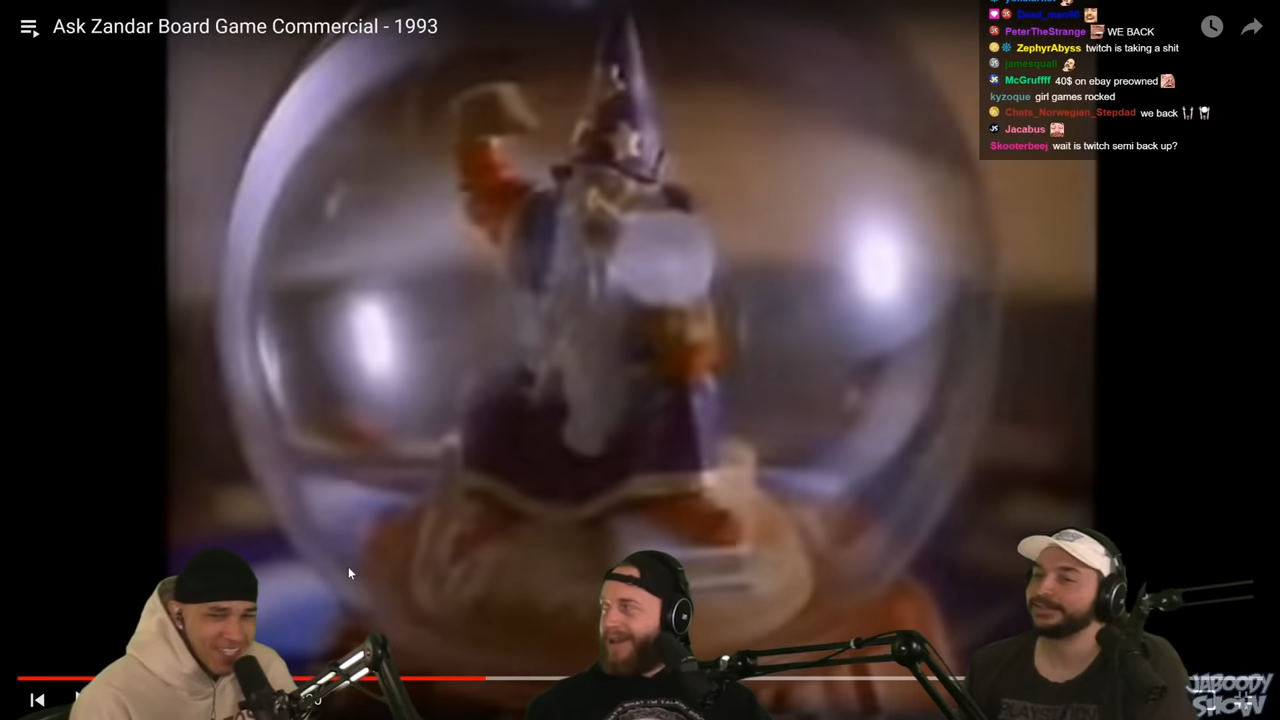 Ask Zandar Board Game Commercial - 1993
PeterTheStrange WE BACK
ZephyrAbyss twitch is taking a shit
jamesquall
McGruffff 40$ on ebay preowned
kyzoque girl games rocked
Chats_Norwegian_Stepdad we back
Jacabus
Skooterbeej wait is twitch semi back up?
JABOODY
SHOW